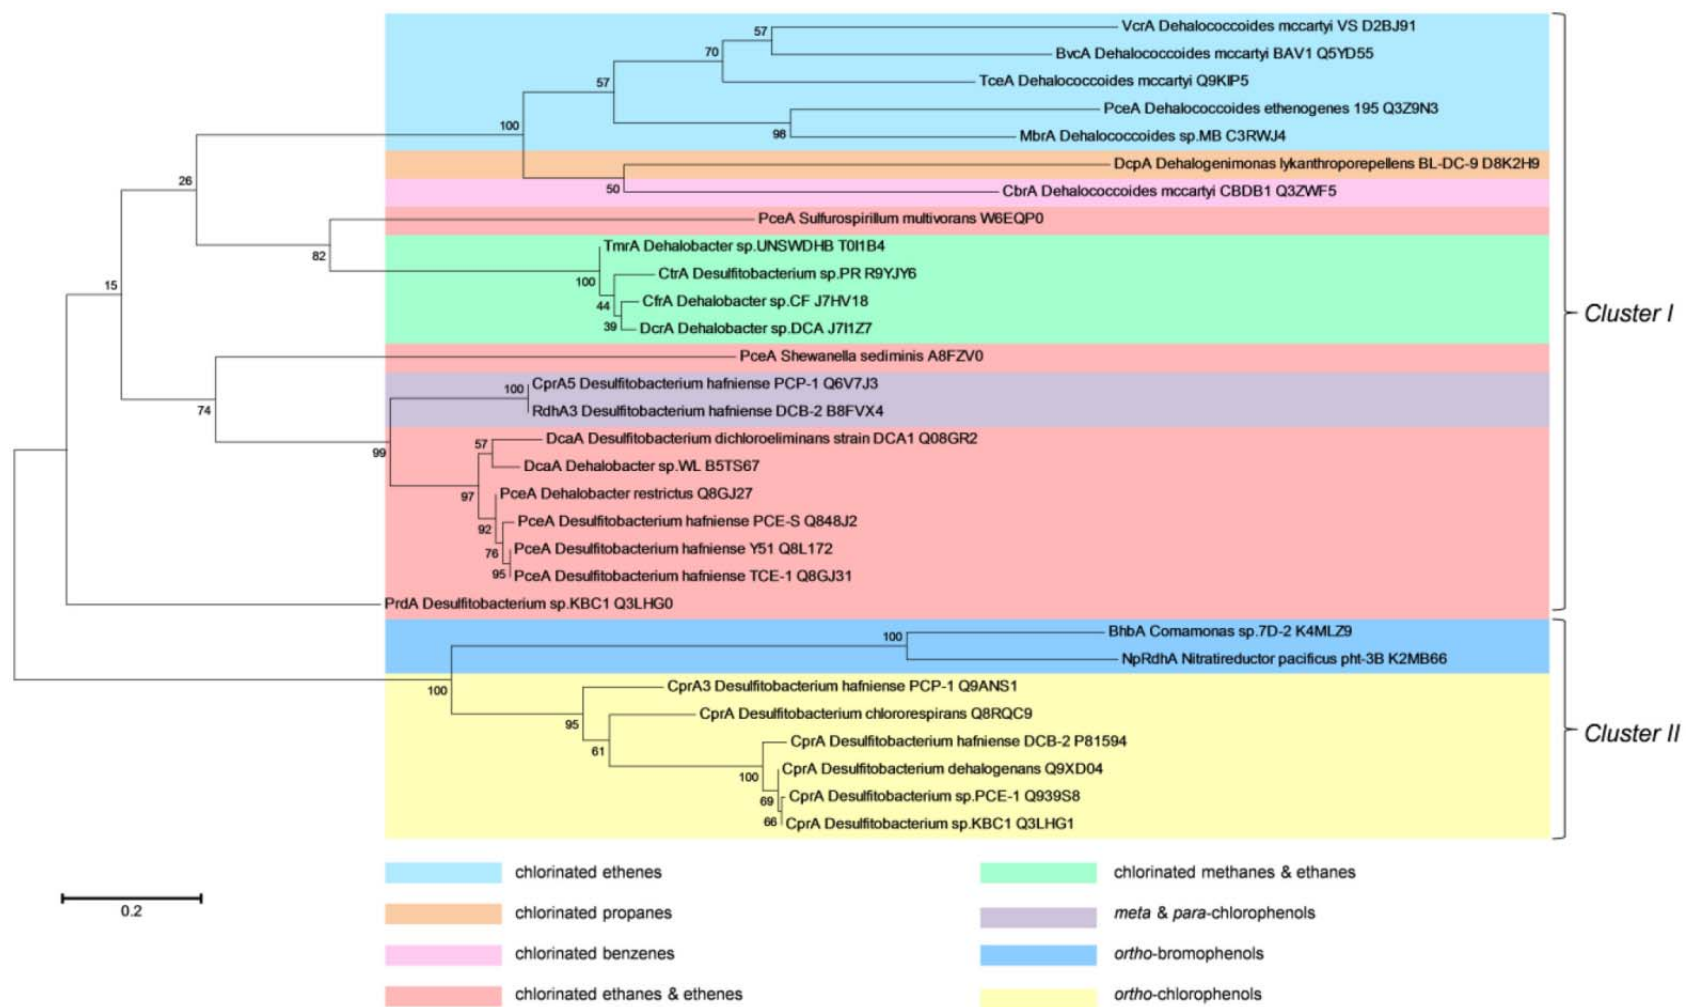 57
VcrA Dehalococcoides mccartyi VS D2BJ91
70
BvcA Dehalococcoides mccartyi BAV1 Q5YD55
57
TceA Dehalococcoides mccartyi Q9KIP5
PceA Dehalococcoides ethenogenes 195 Q3Z9N3
100
98
MbrA Dehalococcoides sp.MB C3RWJ4
DcpA Dehalogenimonas lykanthroporepellens BL-DC-9 D8K2H9
26
50
CbrA Dehalococcoides mccartyi CBDB1 Q3ZWF5
PceA Sulfurospirillum multivorans W6EQP0
82
TmrA Dehalobacter sp.UNSWDHB T0I1B4
15
100
CtrA Desulfitobacterium sp.PR R9YJY6
44
CfrA Dehalobacter sp.CF J7HV18
39
DcrA Dehalobacter sp.DCA J7I1Z7
Cluster I
PceA Shewanella sediminis A8FZV0
100
CprA5 Desulfitobacterium hafniense PCP-1 Q6V7J3
74
RdhA3 Desulfitobacterium hafniense DCB-2 B8FVX4
57
DcaA Desulfitobacterium dichloroeliminans strain DCA1 Q08GR2
99
DcaA Dehalobacter sp.WL B5TS67
97
PceA Dehalobacter restrictus Q8GJ27
92
PceA Desulfitobacterium hafniense PCE-S Q848J2
76
PceA Desulfitobacterium hafniense Y51 Q8L172
95
PceA Desulfitobacterium hafniense TCE-1 Q8GJ31
PrdA Desulfitobacterium sp.KBC1 Q3LHG0
100
BhbA Comamonas sp.7D-2 K4MLZ9
NpRdhA Nitratireductor pacificus pht-3B K2MB66
100
CprA3 Desulfitobacterium hafniense PCP-1 Q9ANS1
95
CprA Desulfitobacterium chlororespirans Q8RQC9
61
CprA Desulfitobacterium hafniense DCB-2 P81594
Cluster II
100
CprA Desulfitobacterium dehalogenans Q9XD04
69
CprA Desulfitobacterium sp.PCE-1 Q939S8
66
CprA Desulfitobacterium sp.KBC1 Q3LHG1
0.2
chlorinated ethenes
chlorinated methanes & ethanes
chlorinated propanes
meta & para-chlorophenols
chlorinated benzenes
ortho-bromophenols
chlorinated ethanes & ethenes
ortho-chlorophenols